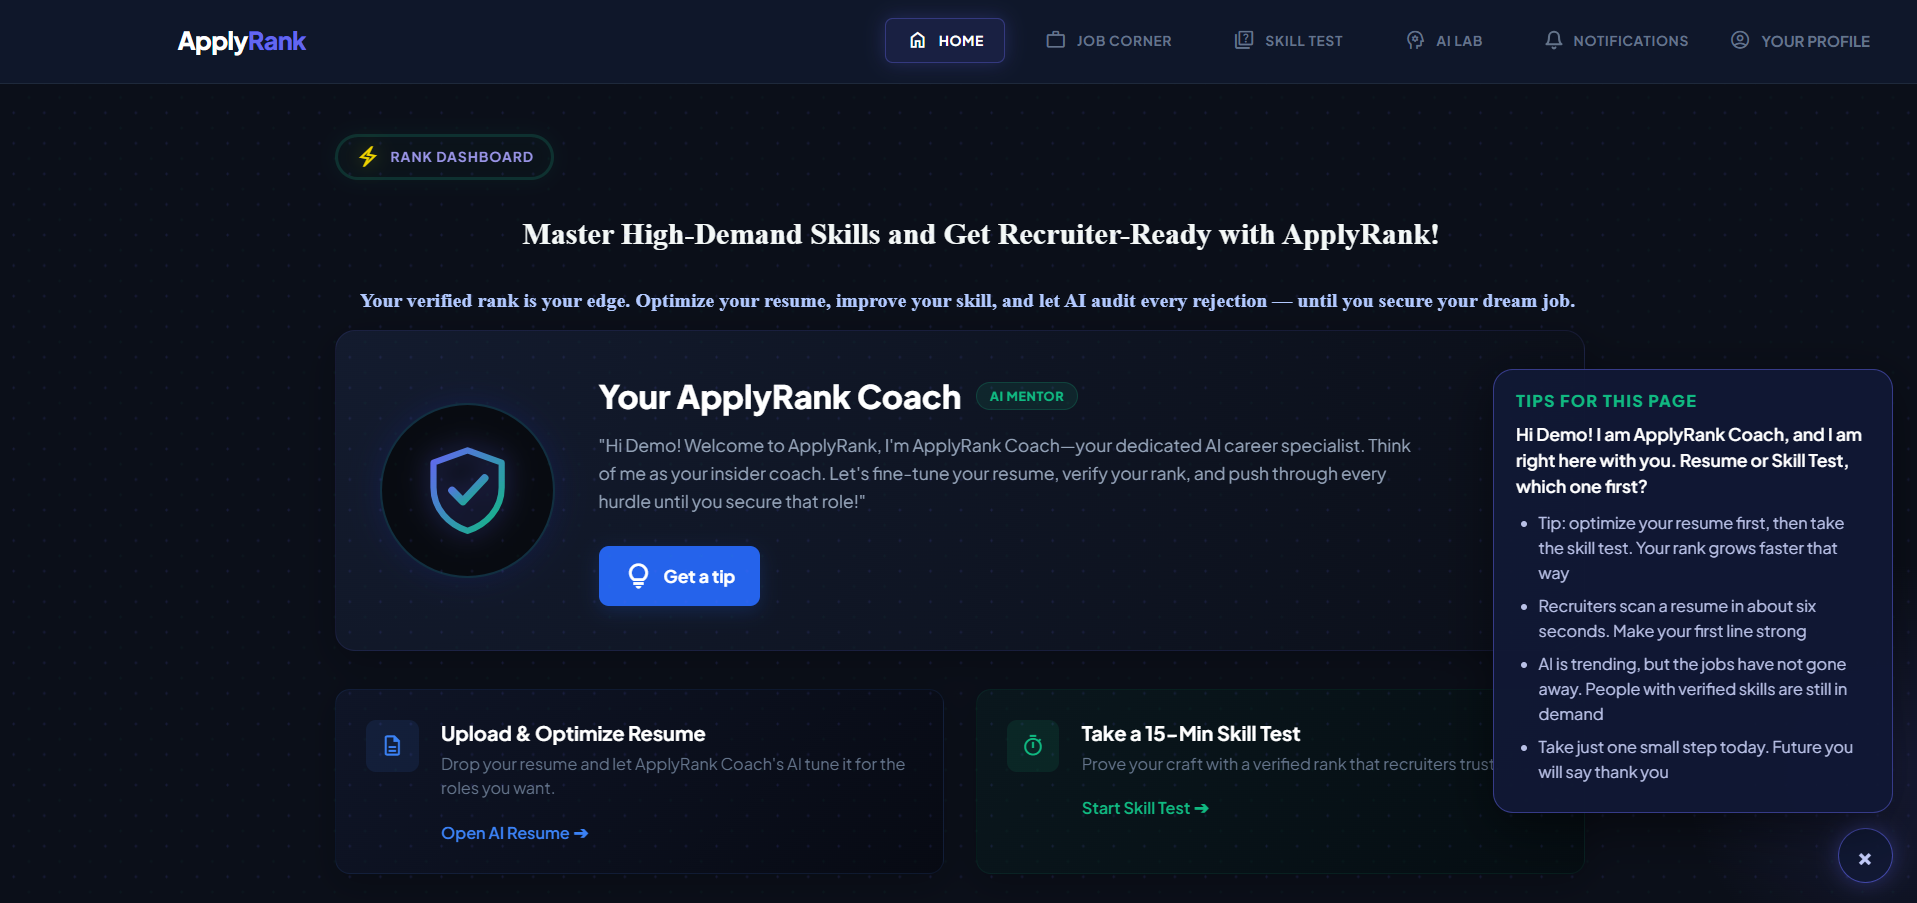 ApplyRank
HOME
JOB CORNER
SKILL TEST
AI LAB
NOTIFICATIONS
YOUR PROFILE
RANK DASHBOARD
Master High-Demand Skills and Get Recruiter-Ready with ApplyRank!
Your verified rank is your edge. Optimize your resume, improve your skill, and let AI audit every rejection — until you secure your dream job.
Your ApplyRank Coach
AI MENTOR
"Hi Demo! Welcome to ApplyRank, I'm ApplyRank Coach—your dedicated AI career specialist. Think
of me as your insider coach. Let's fine-tune your resume, verify your rank, and push through every
hurdle until you secure that role!"
Get a tip
Upload & Optimize Resume
Drop your resume and let ApplyRank Coach's AI tune it for the
roles you want.
Open AI Resume ➔
Take a 15-Min Skill Test
Prove your craft with a verified rank that recruiters trust
Start Skill Test ➔
TIPS FOR THIS PAGE
Hi Demo! I am ApplyRank Coach, and I am
right here with you. Resume or Skill Test,
which one first?
• Tip: optimize your resume first, then take
the skill test. Your rank grows faster that
way
• Recruiters scan a resume in about six
seconds. Make your first line strong
• AI is trending, but the jobs have not gone
away. People with verified skills are still in
demand
• Take just one small step today. Future you
will say thank you
×